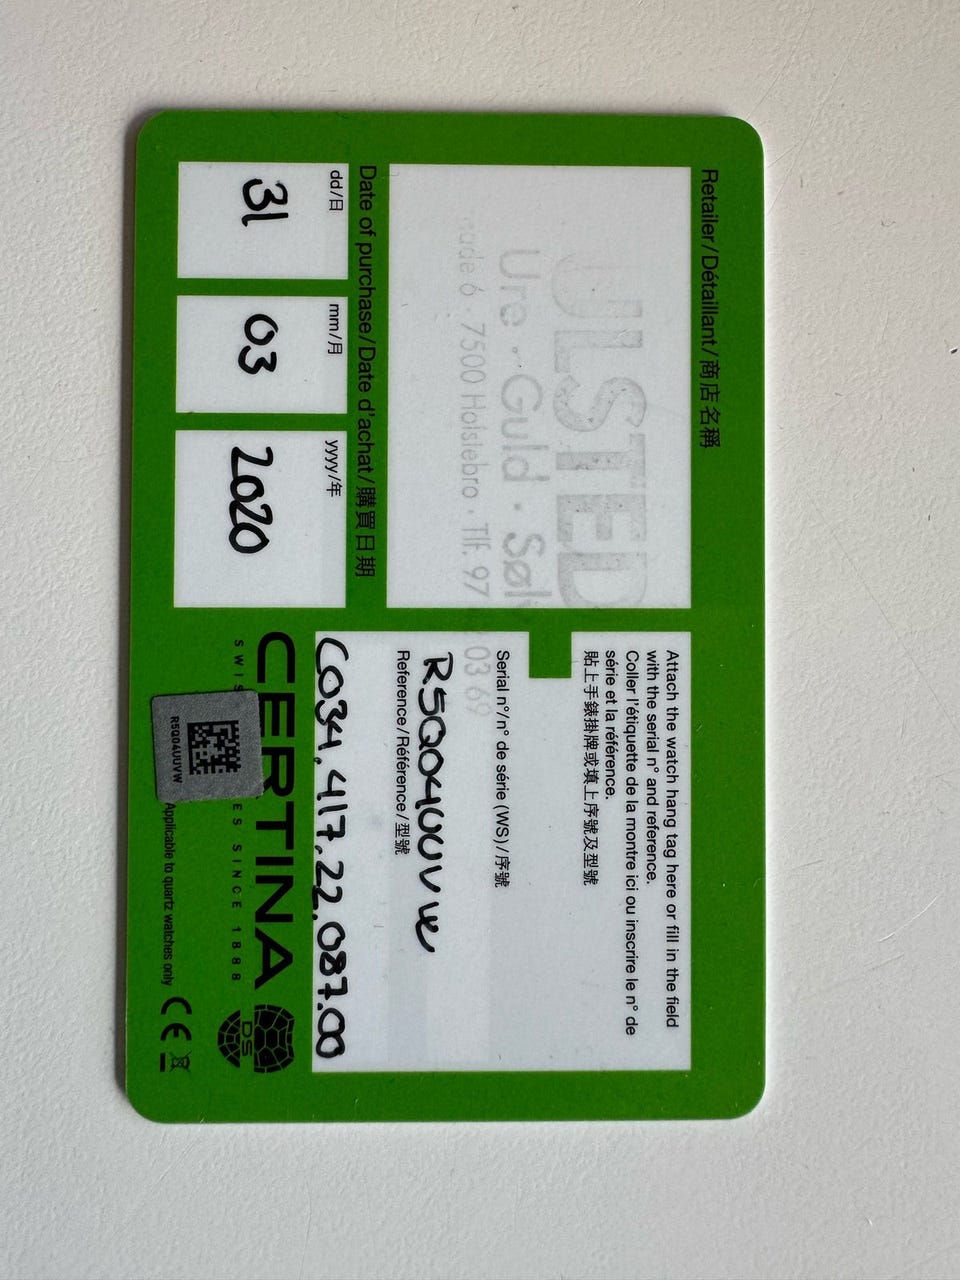 Retailer/Détaillant/商店名稱
ULSTED
Ure · Guld · Sølv
7500 Holstebro · Tlf. 97 03 69
Date of purchase/Date d'achat/購買日期
dd/日
mm/月
yyyy/年
31
03
2020
Attach the watch hang tag here or fill in the field
with the serial n° and reference.
Coller l'étiquette de la montre ici ou inscrire le n° de
série et la référence.
貼上手錶掛牌或填上序號及型號
Serial n°/n° de série (WS)/序號
R5Q04UUVW
Reference/Référence/型號
C034.417.22.087.00
CERTINA
DS
ES SINCE 1888
R5Q04UUVW
Applicable to quartz watches only
CE